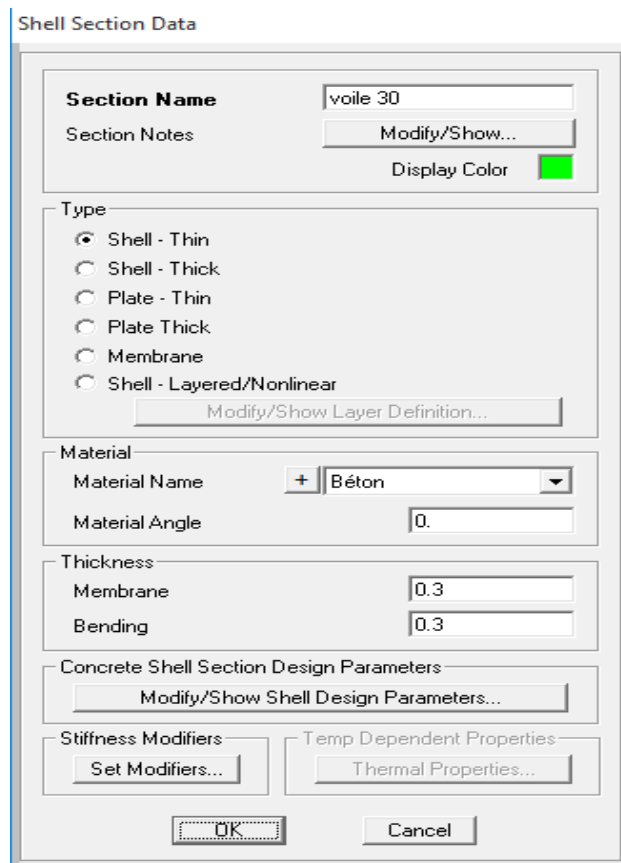 Shell Section Data
Section Name voile 30
Section Notes Modify/Show...
Display Color
Type
Shell - Thin
Shell - Thick
Plate - Thin
Plate Thick
Membrane
Shell - Layered/Nonlinear
Modify/Show Layer Definition...
Material
Material Name + Béton
Material Angle 0.
Thickness
Membrane 0.3
Bending 0.3
Concrete Shell Section Design Parameters
Modify/Show Shell Design Parameters...
Stiffness Modifiers Temp Dependent Properties
Set Modifiers... Thermal Properties...
OK Cancel